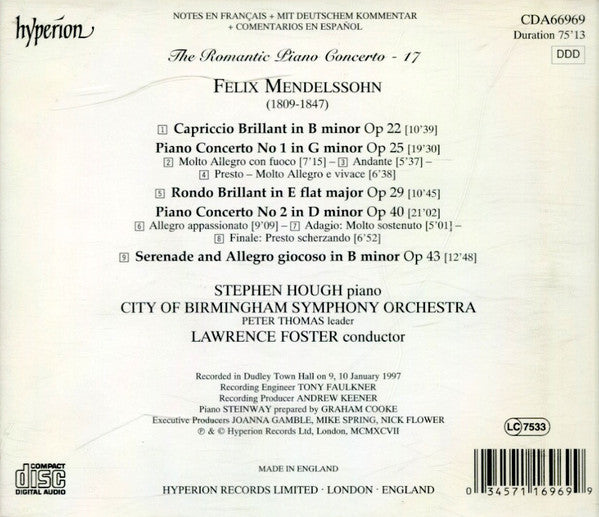 hyperion
NOTES EN FRANÇAIS + MIT DEUTSCHEM KOMMENTAR
+ COMENTARIOS EN ESPAÑOL
CDA66969
Duration 75'13
DDD
The Romantic Piano Concerto - 17
FELIX MENDELSSOHN
(1809-1847)
1 Capriccio Brillant in B minor Op 22 [10'39]
Piano Concerto No 1 in G minor Op 25 [19'30]
2 Molto Allegro con fuoco [7'15] – 3 Andante [5'37] –
4 Presto – Molto Allegro e vivace [6'38]
5 Rondo Brillant in E flat major Op 29 [10'45]
Piano Concerto No 2 in D minor Op 40 [21'02]
6 Allegro appassionato [9'09] – 7 Adagio: Molto sostenuto [5'01] –
8 Finale: Presto scherzando [6'52]
9 Serenade and Allegro giocoso in B minor Op 43 [12'48]
STEPHEN HOUGH piano
CITY OF BIRMINGHAM SYMPHONY ORCHESTRA
PETER THOMAS leader
LAWRENCE FOSTER conductor
Recorded in Dudley Town Hall on 9, 10 January 1997
Recording Engineer TONY FAULKNER
Recording Producer ANDREW KEENER
Piano STEINWAY prepared by GRAHAM COOKE
Executive Producers JOANNA GAMBLE, MIKE SPRING, NICK FLOWER
℗ & © Hyperion Records Ltd, London, MCMXCVII
LC 7533
COMPACT
disc
DIGITAL AUDIO
MADE IN ENGLAND
HYPERION RECORDS LIMITED · LONDON · ENGLAND
0 34571 16969 9